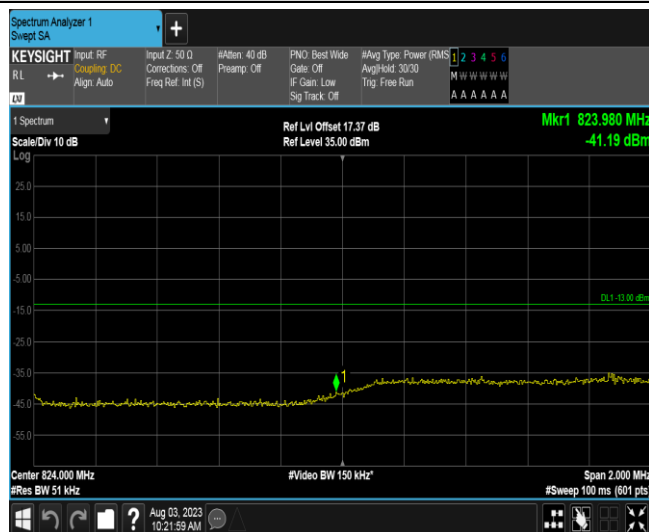 Spectrum Analyzer 1
Swept SA
+
KEYSIGHT
RL
LXI
Input: RF
Coupling: DC
Align: Auto
Input Z: 50 Ω
Corrections: Off
Freq Ref: Int (S)
#Atten: 40 dB
Preamp: Off
PNO: Best Wide
Gate: Off
IF Gain: Low
Sig Track: Off
#Avg Type: Power (RMS
Avg|Hold: 30/30
Trig: Free Run
1 2 3 4 5 6
M W W W W W
A A A A A A
1 Spectrum
Scale/Div 10 dB
Log
Ref Lvl Offset 17.37 dB
Ref Level 35.00 dBm
Mkr1 823.980 MHz
-41.19 dBm
25.0
15.0
5.00
-5.00
DL1 -13.00 dBm
-15.0
-25.0
-35.0
1
-45.0
-55.0
Center 824.000 MHz
#Res BW 51 kHz
#Video BW 150 kHz*
Span 2.000 MHz
#Sweep 100 ms (601 pts)
?
Aug 03, 2023
10:21:59 AM